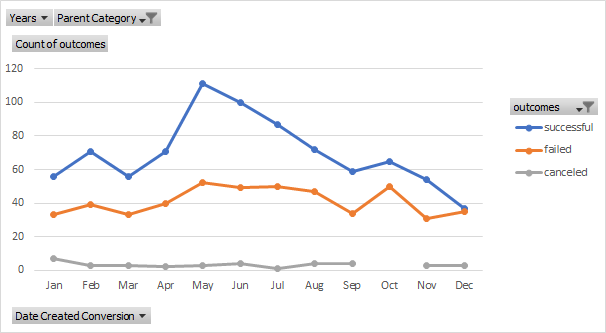 Years Parent Category
Count of outcomes
120
100
80
60
40
20
0
Jan Feb Mar Apr May Jun Jul Aug Sep Oct Nov Dec
outcomes
successful
failed
canceled
Date Created Conversion